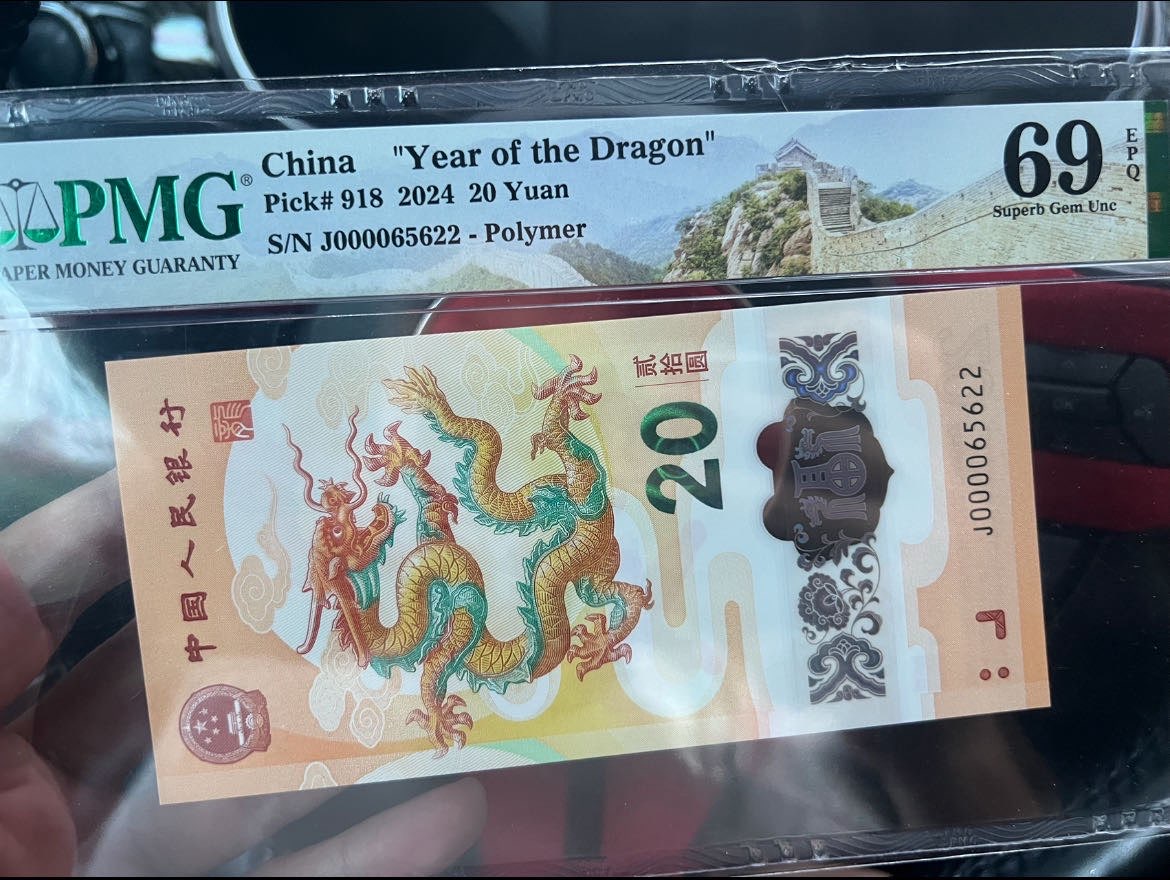 PMG®
APER MONEY GUARANTY
China "Year of the Dragon"
Pick# 918 2024 20 Yuan
S/N J000065622 - Polymer
69
EPQ
Superb Gem Unc
中国人民银行
贰拾圆
20
J000065622